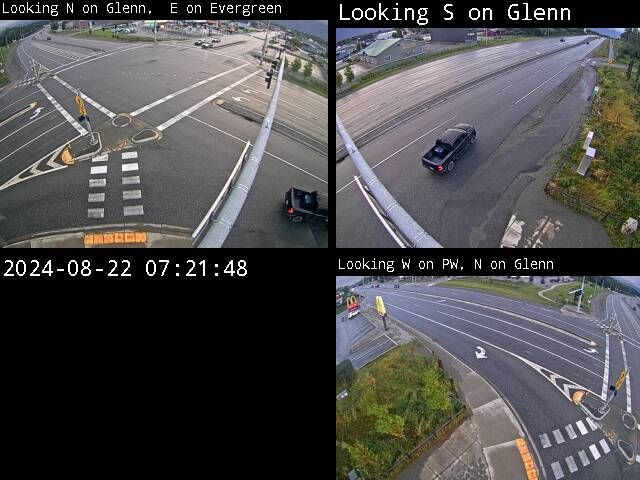 Looking N on Glenn,  E on Evergreen
Looking S on Glenn
2024-08-22 07:21:48
Looking W on PW, N on Glenn